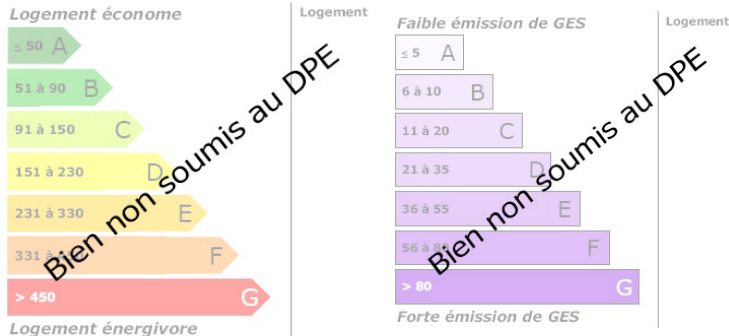 Logement économe
Logement
≤ 50 A
51 à 90 B
91 à 150 C
151 à 230 D
231 à 330 E
331 à F
> 450 G
Logement énergivore
Bien non soumis au DPE
Faible émission de GES
Logement
≤ 5 A
6 à 10 B
11 à 20 C
21 à 35 D
36 à 55 E
56 à 80 F
> 80 G
Forte émission de GES
Bien non soumis au DPE